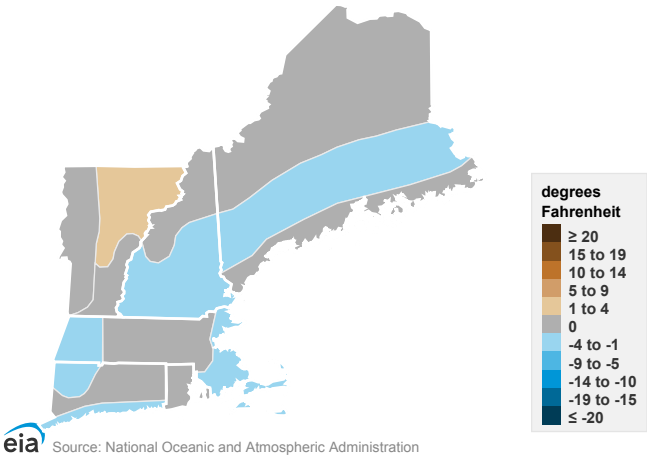 degrees
Fahrenheit
≥ 20
15 to 19
10 to 14
5 to 9
1 to 4
0
-4 to -1
-9 to -5
-14 to -10
-19 to -15
≤ -20
eia Source: National Oceanic and Atmospheric Administration